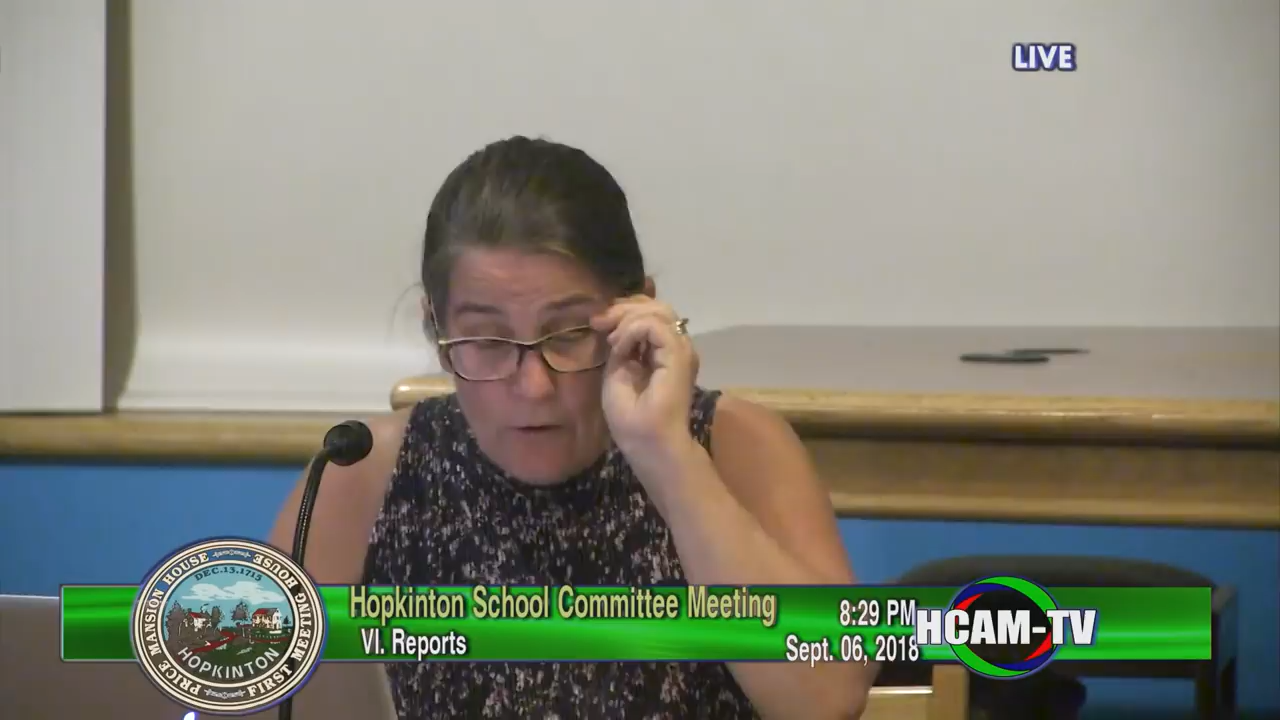 LIVE
Hopkinton School Committee Meeting
VI. Reports
8:29 PM
Sept. 06, 2018
HCAM-TV
PRICE MANSION HOUSE
FIRST MEETING HOUSE
DEC.13.1715
HOPKINTON